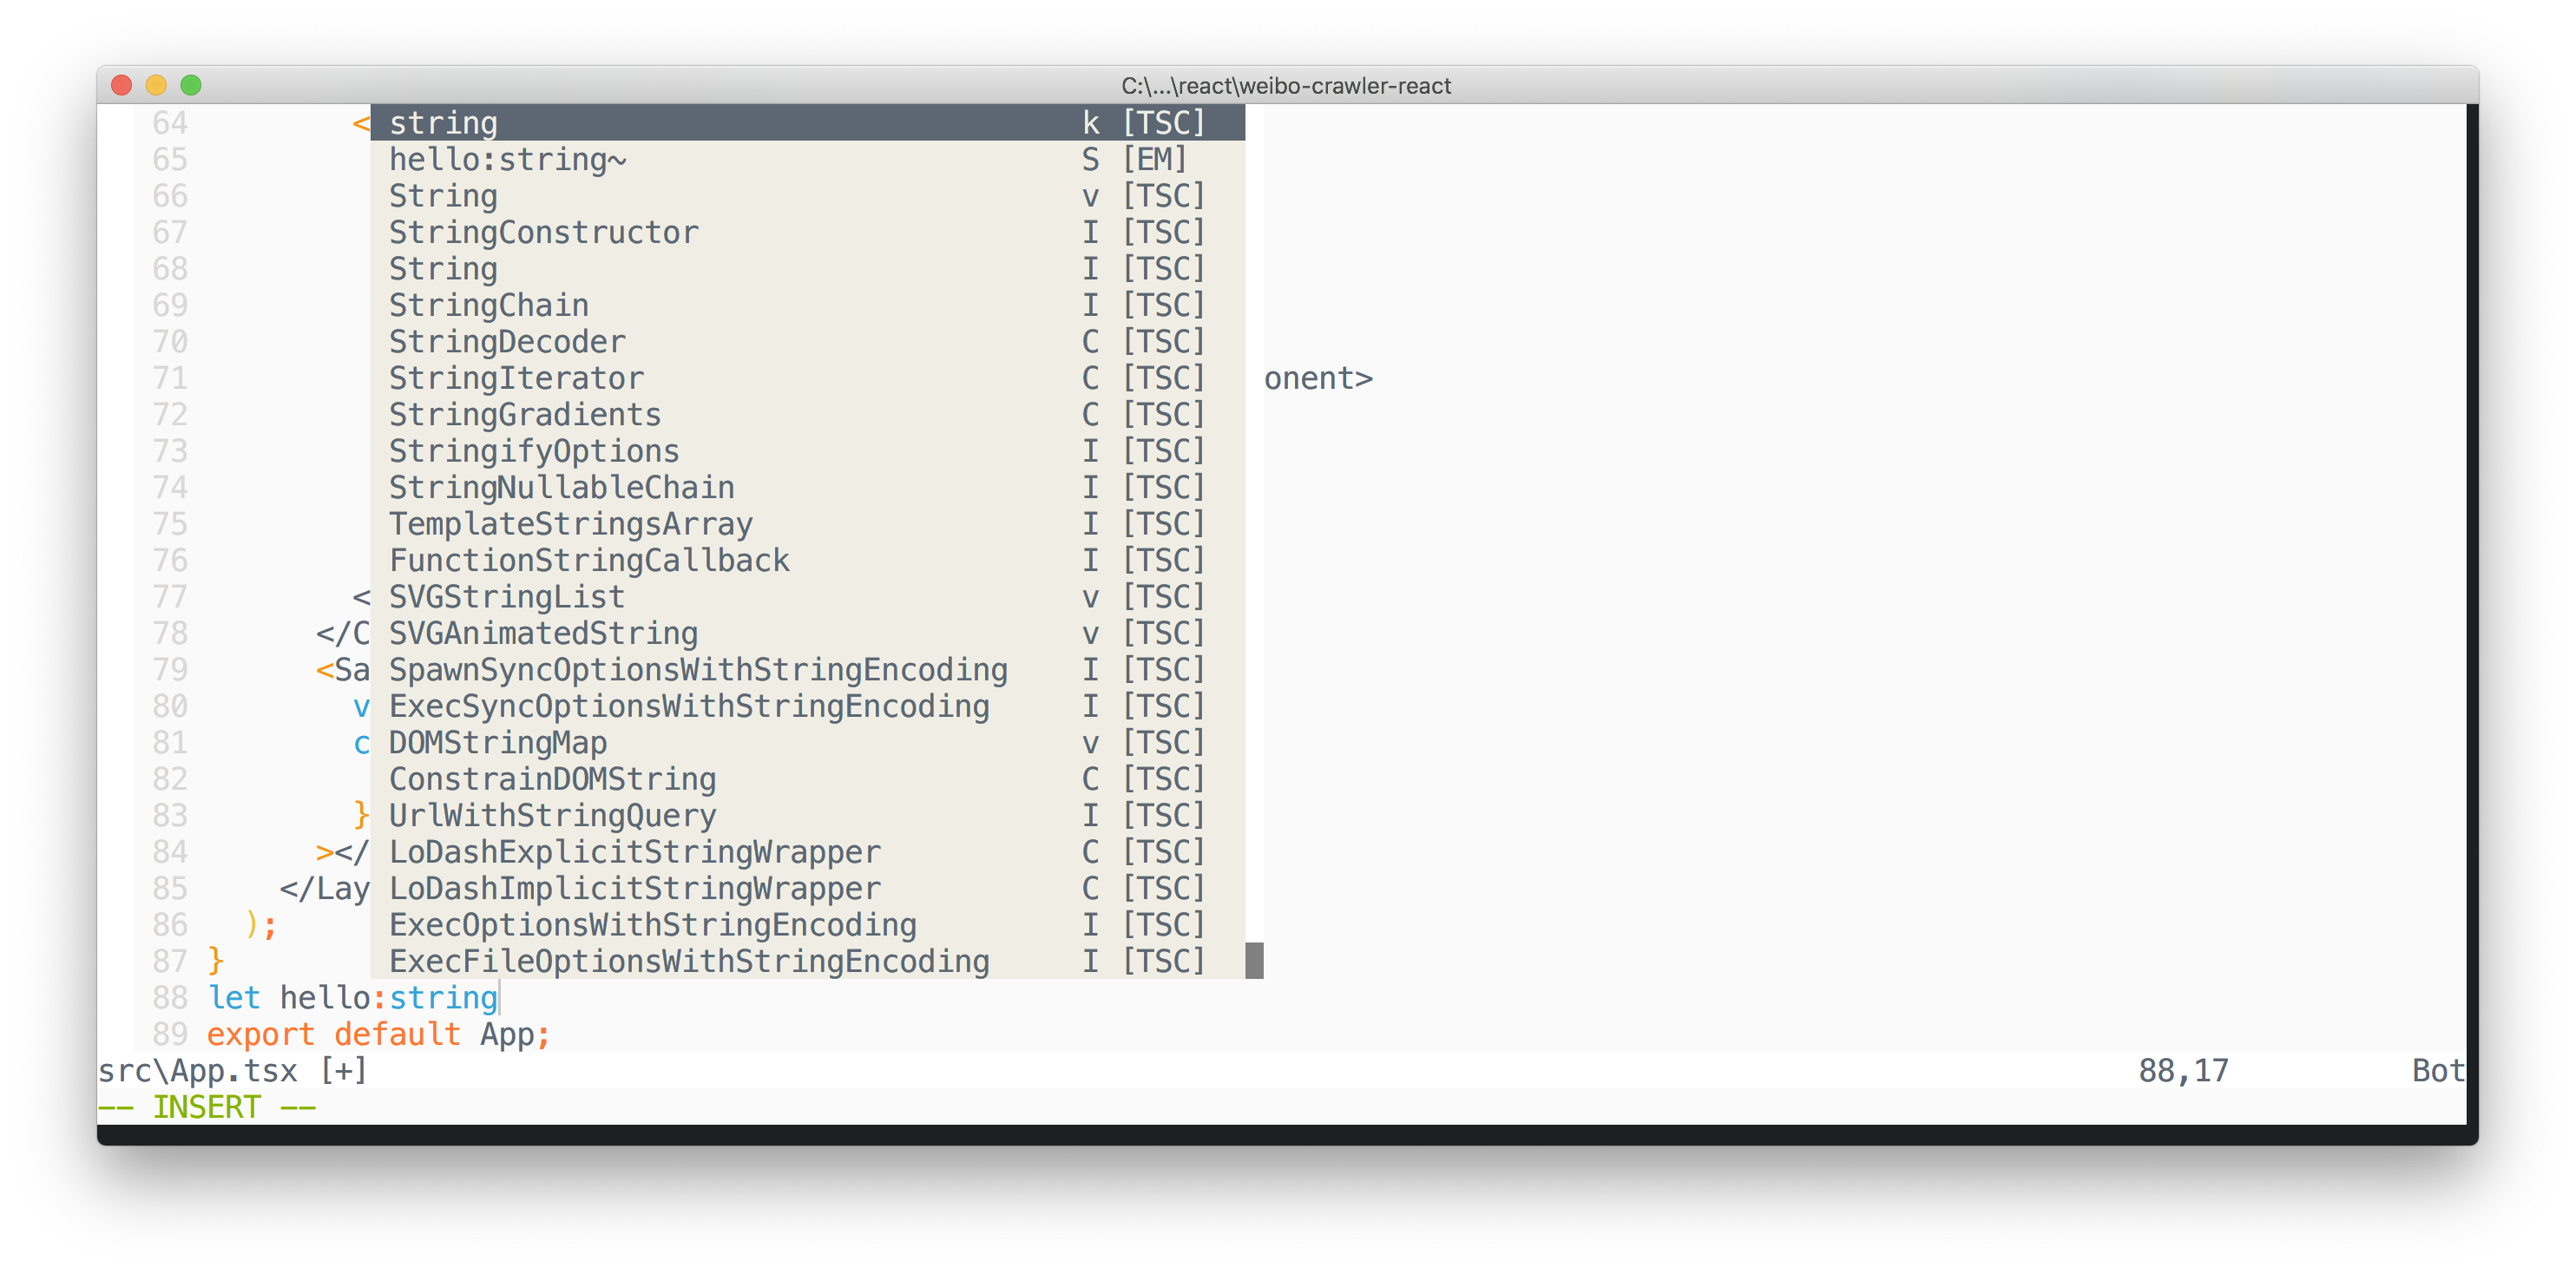 C:\...\react\weibo-crawler-react
64 < string k [TSC]
65 hello:string~ S [EM]
66 String v [TSC]
67 StringConstructor I [TSC]
68 String I [TSC]
69 StringChain I [TSC]
70 StringDecoder C [TSC]
71 StringIterator C [TSC] onent>
72 StringGradients C [TSC]
73 StringifyOptions I [TSC]
74 StringNullableChain I [TSC]
75 TemplateStringsArray I [TSC]
76 FunctionStringCallback I [TSC]
77 < SVGStringList v [TSC]
78 </C SVGAnimatedString v [TSC]
79 <Sa SpawnSyncOptionsWithStringEncoding I [TSC]
80 v ExecSyncOptionsWithStringEncoding I [TSC]
81 c DOMStringMap v [TSC]
82 ConstrainDOMString C [TSC]
83 } UrlWithStringQuery I [TSC]
84 ></ LoDashExplicitStringWrapper C [TSC]
85 </Lay LoDashImplicitStringWrapper C [TSC]
86 ); ExecOptionsWithStringEncoding I [TSC]
87 } ExecFileOptionsWithStringEncoding I [TSC]
88 let hello:string
89 export default App;
src\App.tsx [+] 88,17 Bot
-- INSERT --